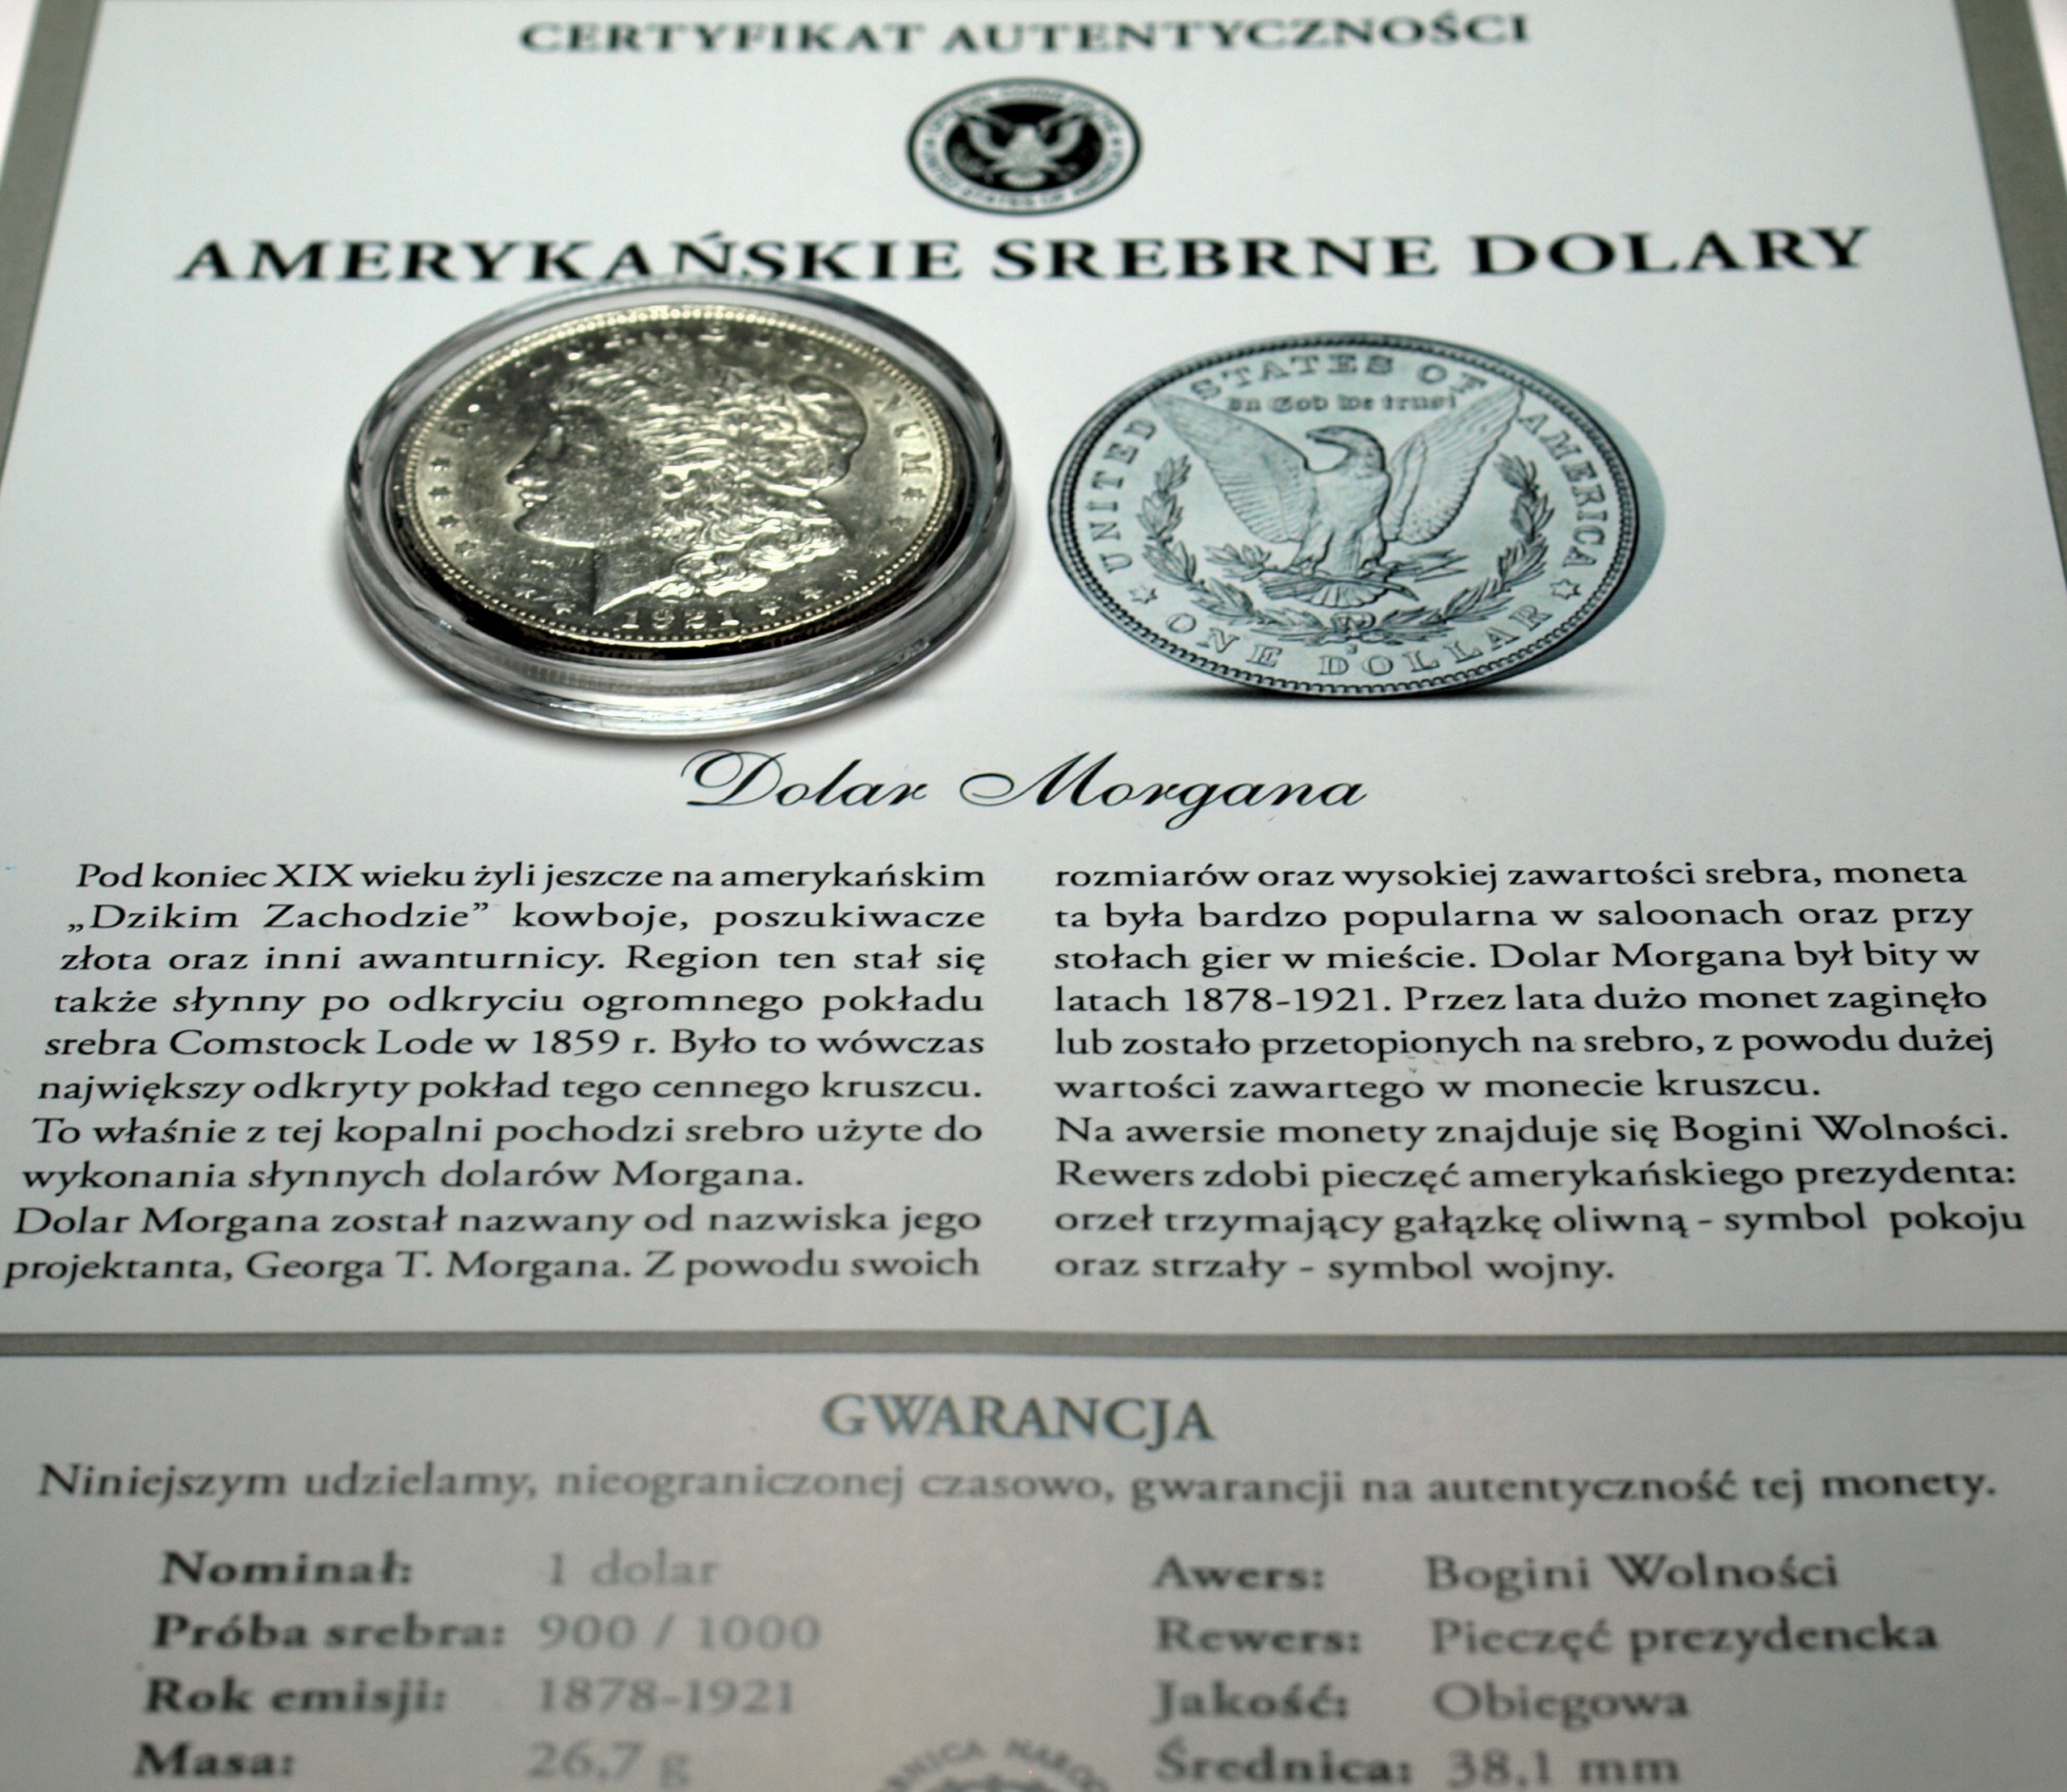 CERTYFIKAT AUTENTYCZNOŚCI
AMERYKAŃSKIE SREBRNE DOLARY
1921
UNITED STATES OF AMERICA
In God We trust
ONE DOLLAR
Dolar Morgana
Pod koniec XIX wieku żyli jeszcze na amerykańskim
„Dzikim Zachodzie” kowboje, poszukiwacze
złota oraz inni awanturnicy. Region ten stał się
także słynny po odkryciu ogromnego pokładu
srebra Comstock Lode w 1859 r. Było to wówczas
największy odkryty pokład tego cennego kruszcu.
To właśnie z tej kopalni pochodzi srebro użyte do
wykonania słynnych dolarów Morgana.
Dolar Morgana został nazwany od nazwiska jego
projektanta, Georga T. Morgana. Z powodu swoich
rozmiarów oraz wysokiej zawartości srebra, moneta
ta była bardzo popularna w saloonach oraz przy
stołach gier w mieście. Dolar Morgana był bity w
latach 1878-1921. Przez lata dużo monet zaginęło
lub zostało przetopionych na srebro, z powodu dużej
wartości zawartego w monecie kruszcu.
Na awersie monety znajduje się Bogini Wolności.
Rewers zdobi pieczęć amerykańskiego prezydenta:
orzeł trzymający gałązkę oliwną - symbol pokoju
oraz strzały - symbol wojny.
GWARANCJA
Niniejszym udzielamy, nieograniczonej czasowo, gwarancji na autentyczność tej monety.
Nominał: 1 dolar
Próba srebra: 900 / 1000
Rok emisji: 1878-1921
Masa: 26,7 g
Awers: Bogini Wolności
Rewers: Pieczęć prezydencka
Jakość: Obiegowa
Średnica: 38,1 mm